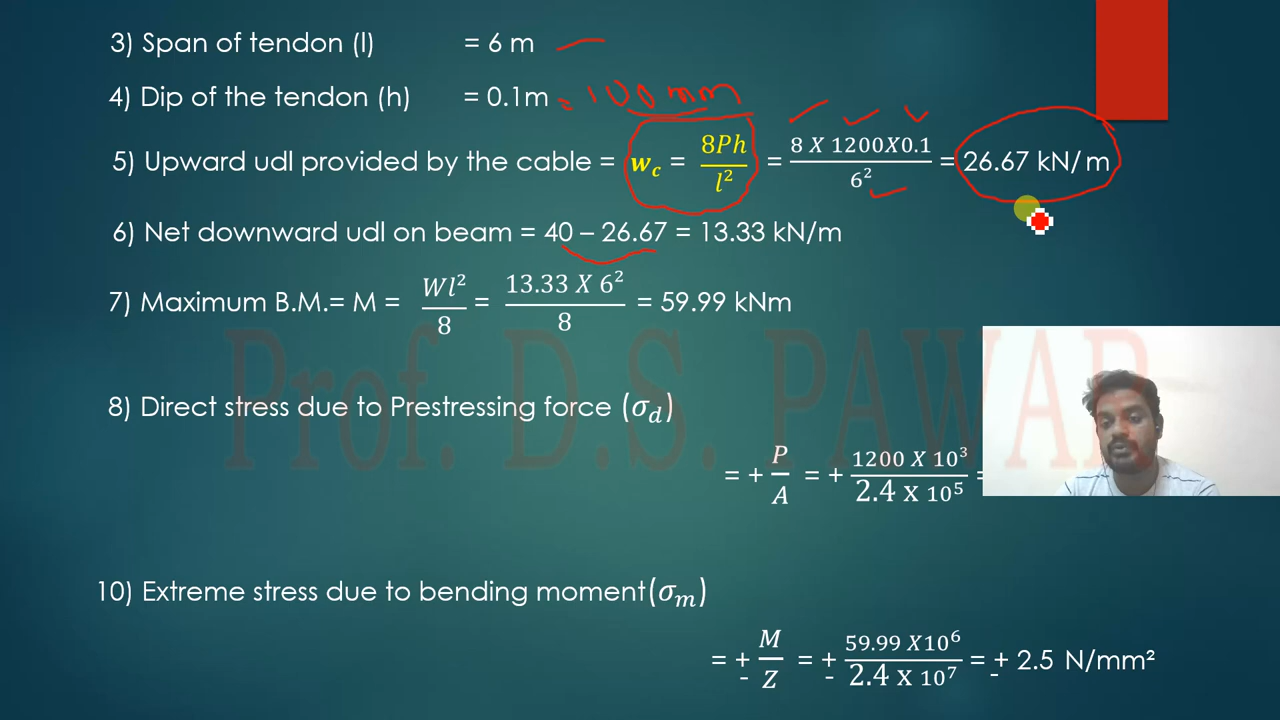 3) Span of tendon (l) = 6 m
4) Dip of the tendon (h) = 0.1m = 100 mm
5) Upward udl provided by the cable = w_c = 8Ph/l² = 8 X 1200X0.1/6² = 26.67 kN/m
6) Net downward udl on beam = 40 – 26.67 = 13.33 kN/m
7) Maximum B.M.= M = Wl²/8 = 13.33 X 6²/8 = 59.99 kNm
Prof. D.S. PAWAR
8) Direct stress due to Prestressing force (σ_d)
= + P/A = + 1200 X 10³/2.4 x 10⁵ =
10) Extreme stress due to bending moment(σ_m)
= ± M/Z = ± 59.99 X10⁶/2.4 x 10⁷ = ± 2.5 N/mm²